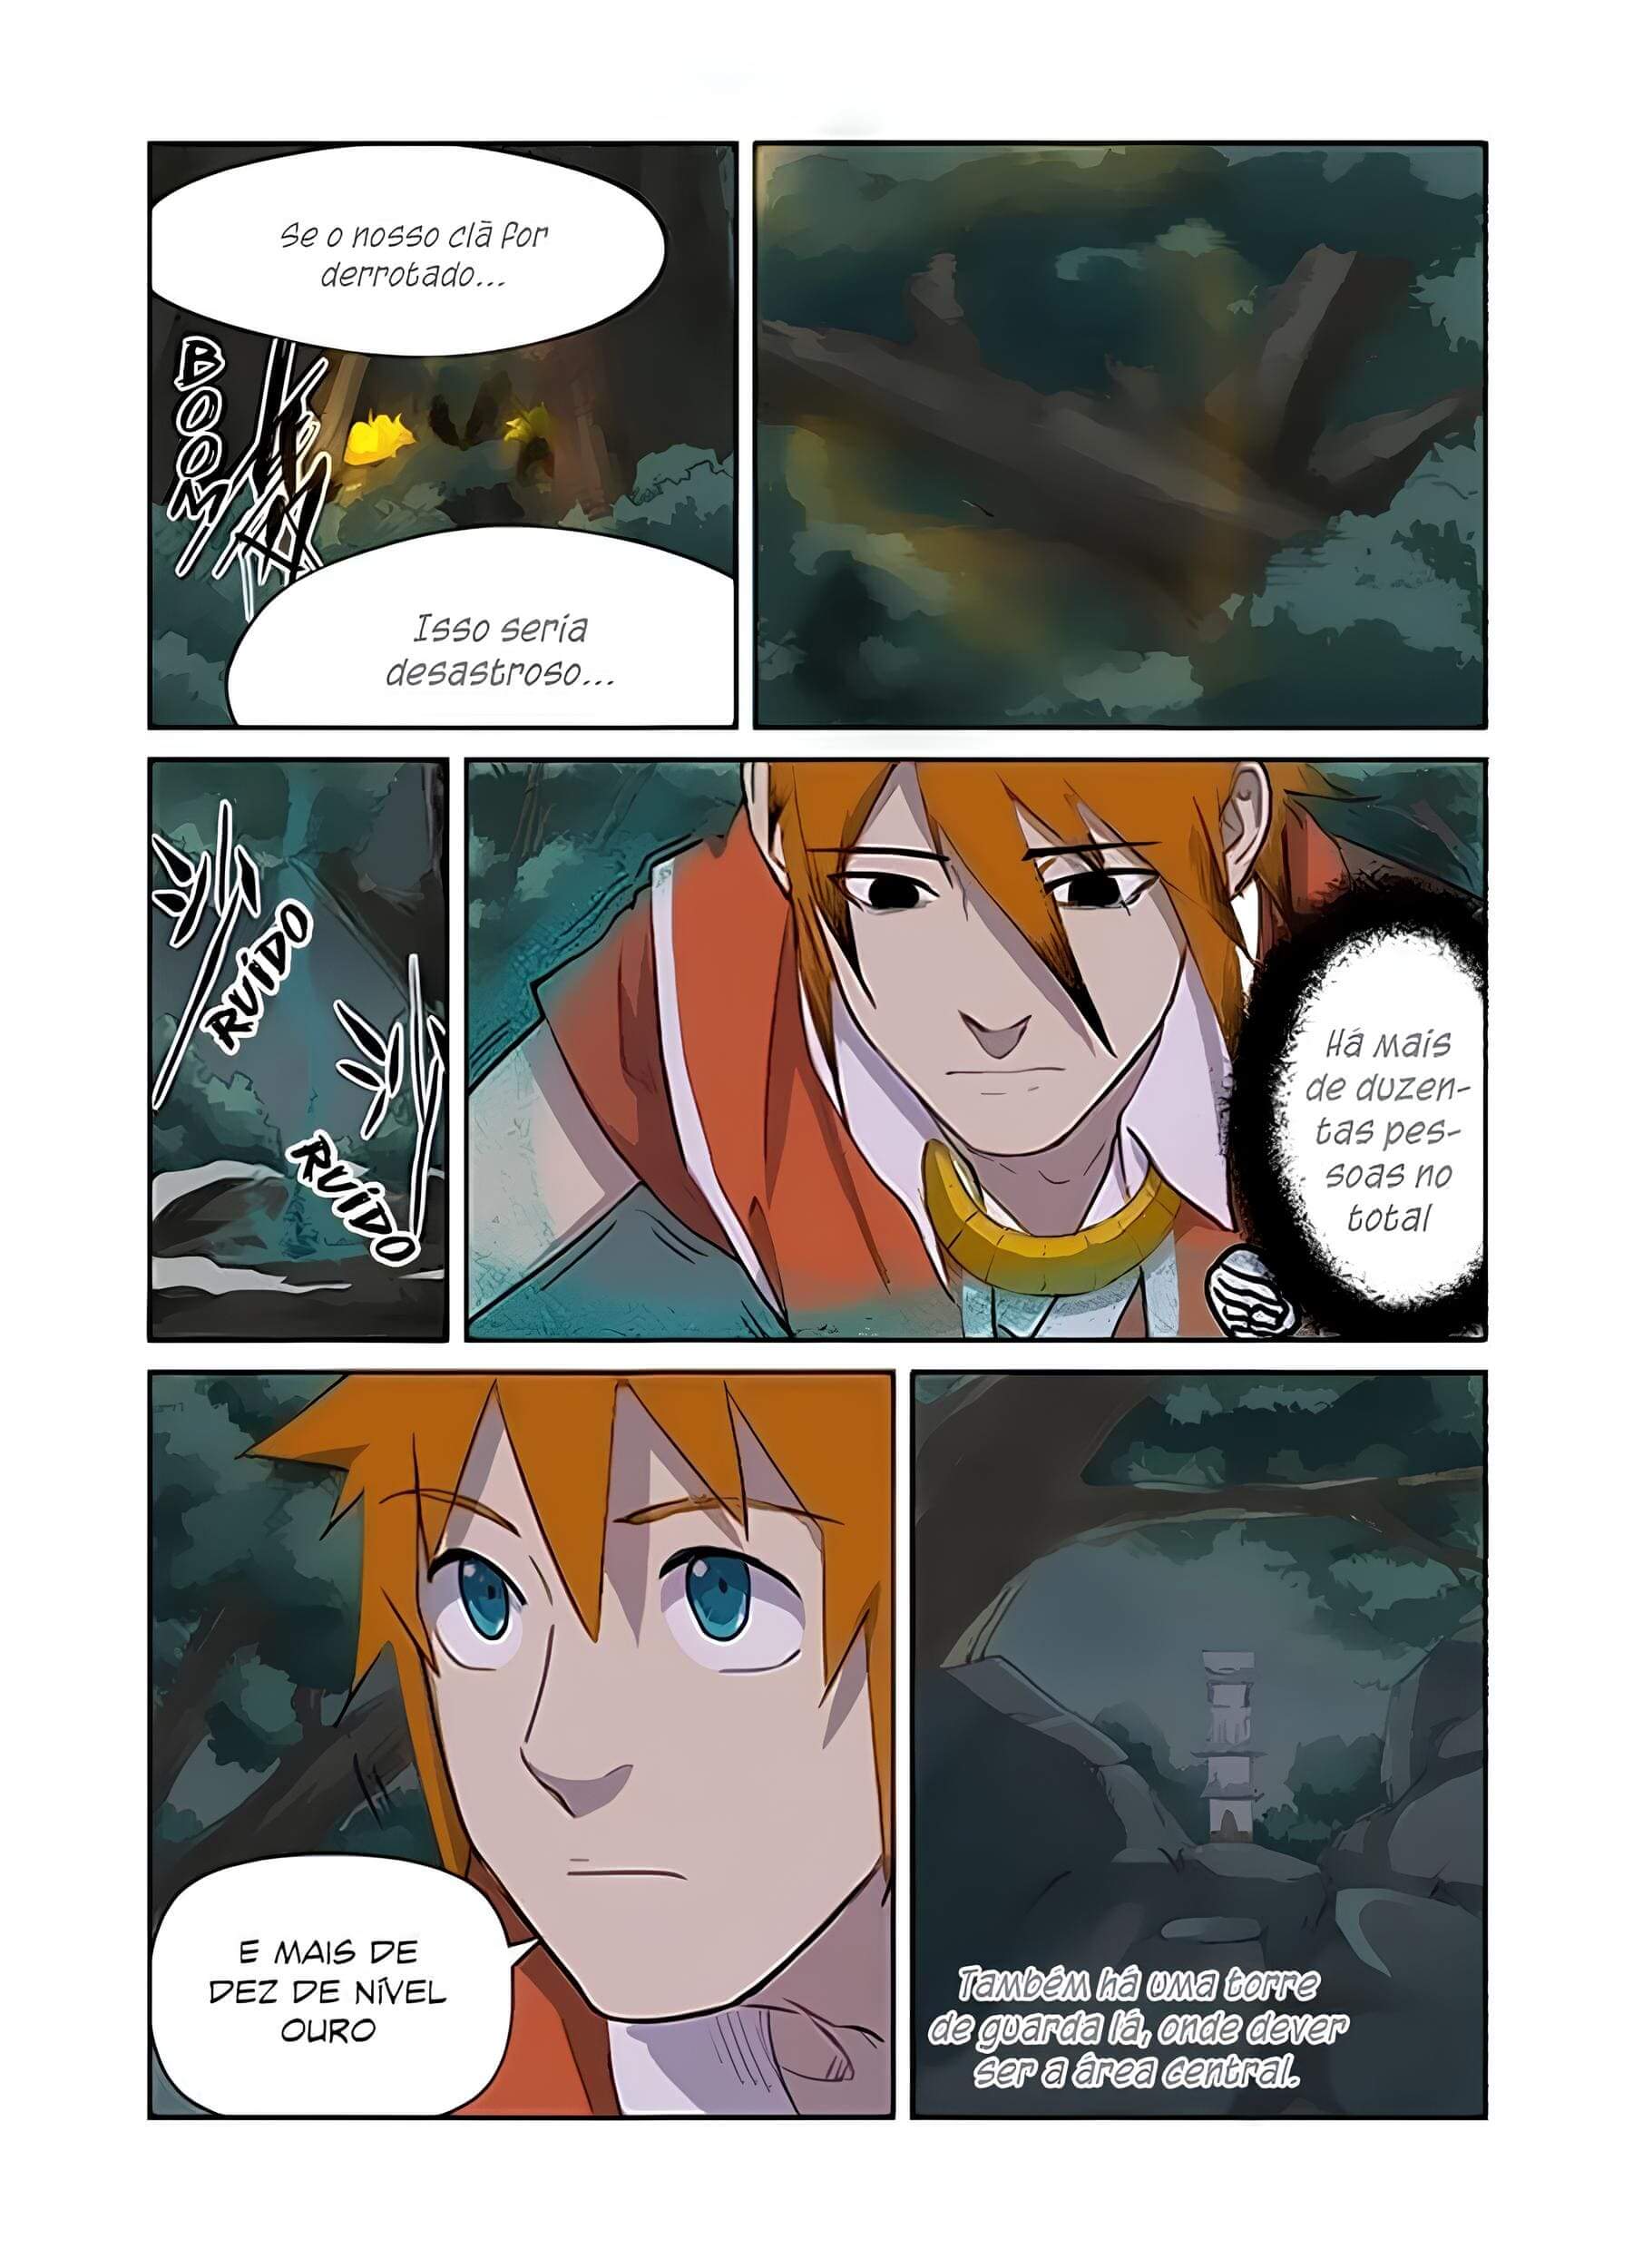 Se o nosso clã for
derrotado...
BOOM
Isso seria
desastroso...
RUÍDO
RUÍDO
Há mais
de duzen-
tas pes-
soas no
total
E MAIS DE
DEZ DE NÍVEL
OURO
Também há uma torre
de guarda lá, onde dever
ser a área central.